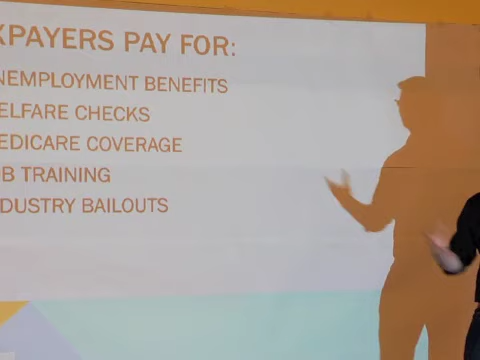 XPAYERS PAY FOR:
NEMPLOYMENT BENEFITS
ELFARE CHECKS
EDICARE COVERAGE
B TRAINING
DUSTRY BAILOUTS